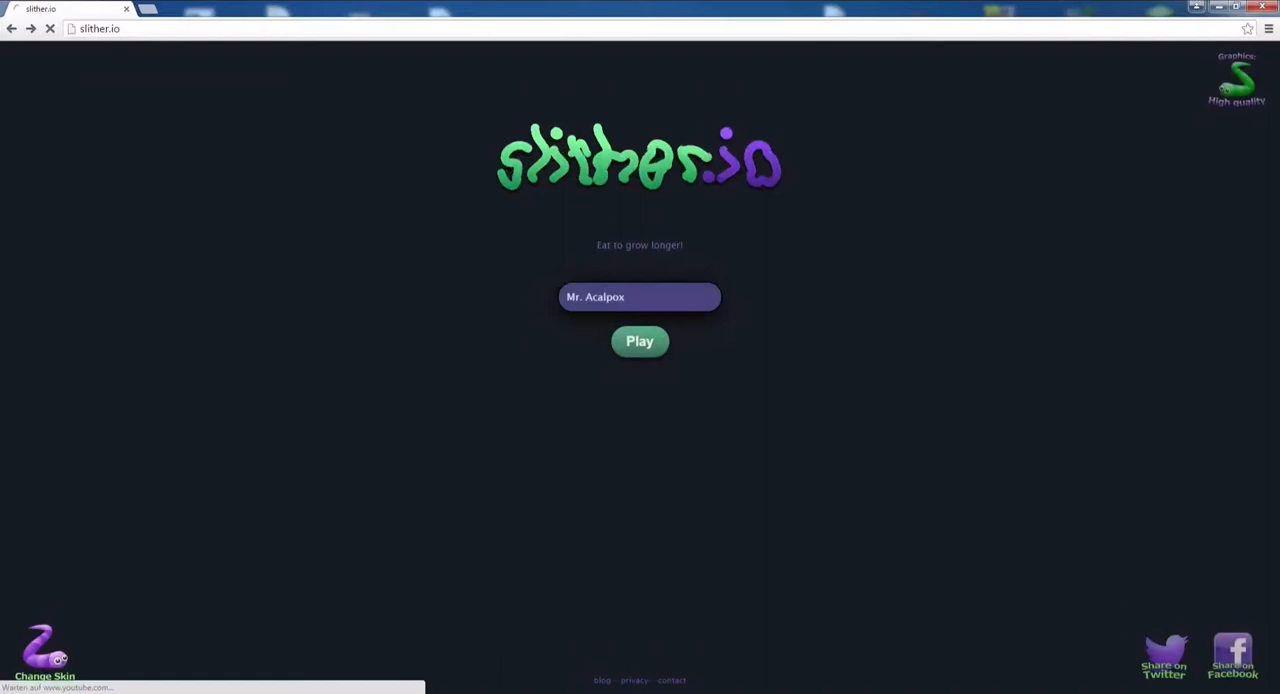 slither.io
slither.io
Graphics:
High quality
slither.io
Eat to grow longer!
Mr. Acalpox
Play
Change Skin
Share on
Twitter
Share on
Facebook
blog - privacy - contact
Warten auf www.youtube.com...